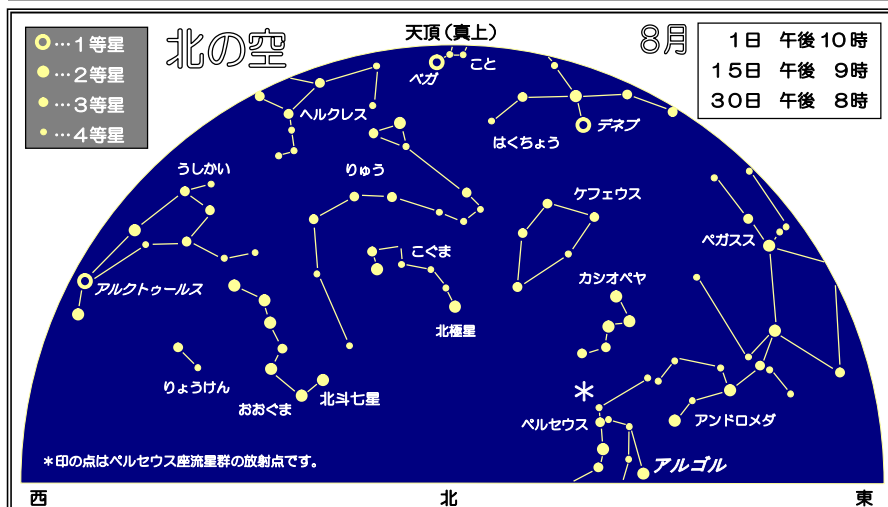 …1等星
…2等星
…3等星
…4等星
北の空
天頂(真上)
8月
1日 午後10時
15日 午後 9時
30日 午後 8時
ベガ
こと
ヘルクレス
はくちょう
デネブ
うしかい
りゅう
ケフェウス
ペガスス
こぐま
アルクトゥールス
カシオペヤ
北極星
りょうけん
おおぐま
北斗七星
*
ペルセウス
アンドロメダ
アルゴル
*印の点はペルセウス座流星群の放射点です。
西
北
東